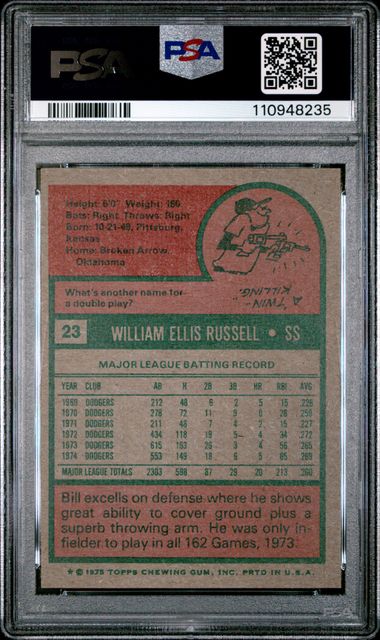 PSA
PSA
110948235
Height: 6'0" Weight: 180
Bats: Right Throws: Right
Born: 10-21-48, Pittsburg,
Kansas
Home: Broken Arrow,
Oklahoma
A "TWIN-
KILLING."
What's another name for
a double play?
23 WILLIAM ELLIS RUSSELL • SS
MAJOR LEAGUE BATTING RECORD
YEAR CLUB AB H 2B 3B HR RBI AVG
1969 DODGERS 212 48 6 2 5 15 .226
1970 DODGERS 278 72 11 9 0 28 .259
1971 DODGERS 211 48 7 4 2 15 .227
1972 DODGERS 434 118 19 5 4 34 .272
1973 DODGERS 615 163 26 3 4 56 .265
1974 DODGERS 553 149 18 6 5 65 .269
MAJOR LEAGUE TOTALS 2303 598 87 29 20 213 .260
Bill excells on defense where he shows
great ability to cover ground plus a
superb throwing arm. He was only in-
fielder to play in all 162 Games, 1973.
★ © 1975 TOPPS CHEWING GUM, INC. PRTD. IN U.S.A.
PSA